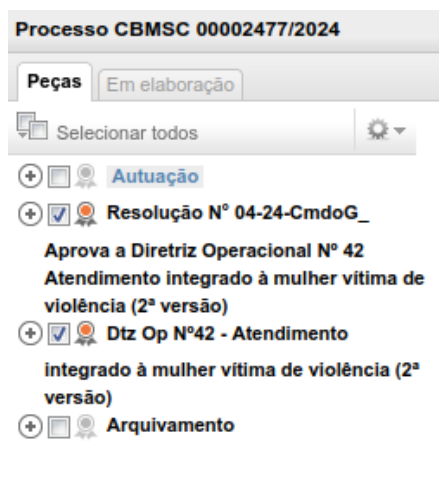 Processo CBMSC 00002477/2024
Peças Em elaboração
Selecionar todos
Autuação
Resolução N° 04-24-CmdoG_
Aprova a Diretriz Operacional Nº 42
Atendimento integrado à mulher vítima de
violência (2ª versão)
Dtz Op Nº42 - Atendimento
integrado à mulher vítima de violência (2ª
versão)
Arquivamento